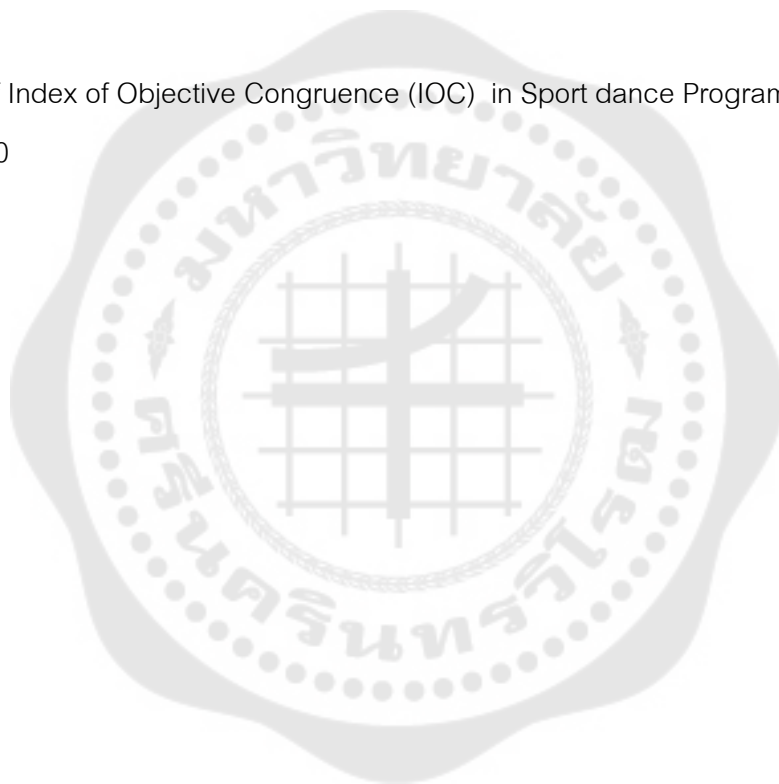 Index of Objective Congruence (IOC) in Sport dance Program
0
มหาวิทยาลัย
ศรีนครินทรวิโรฒ